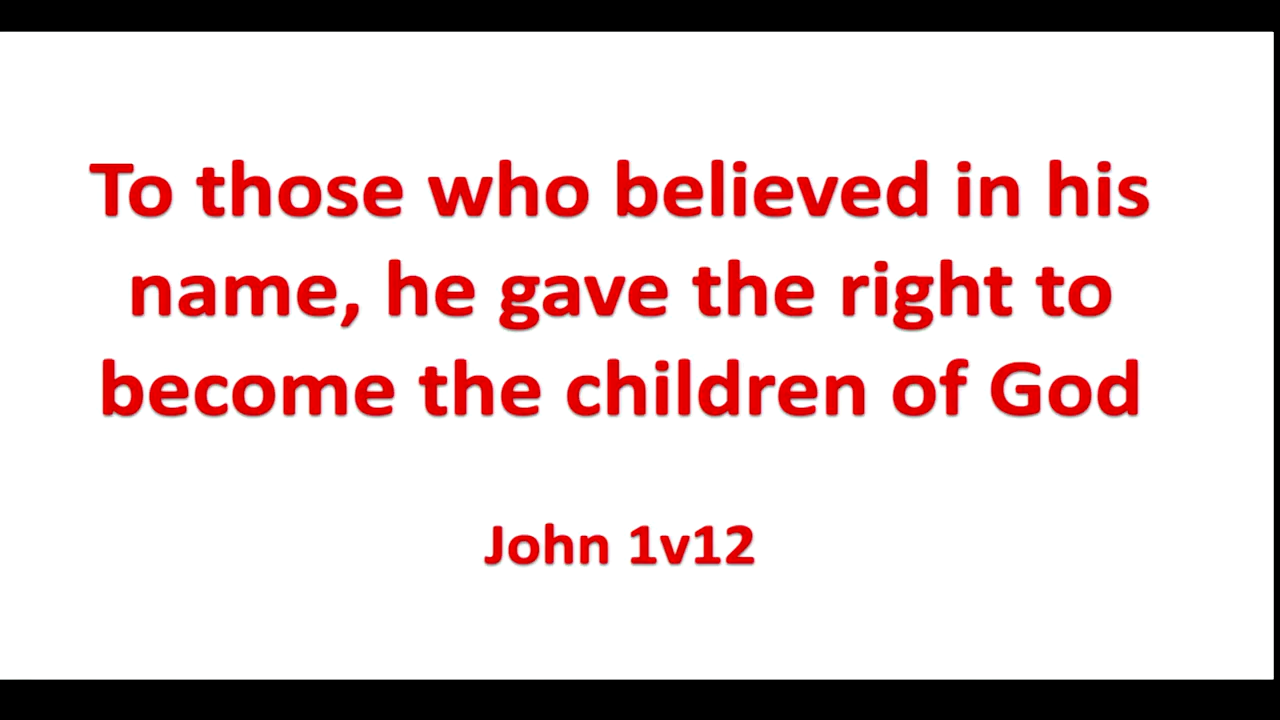 To those who believed in his
name, he gave the right to
become the children of God
John 1v12